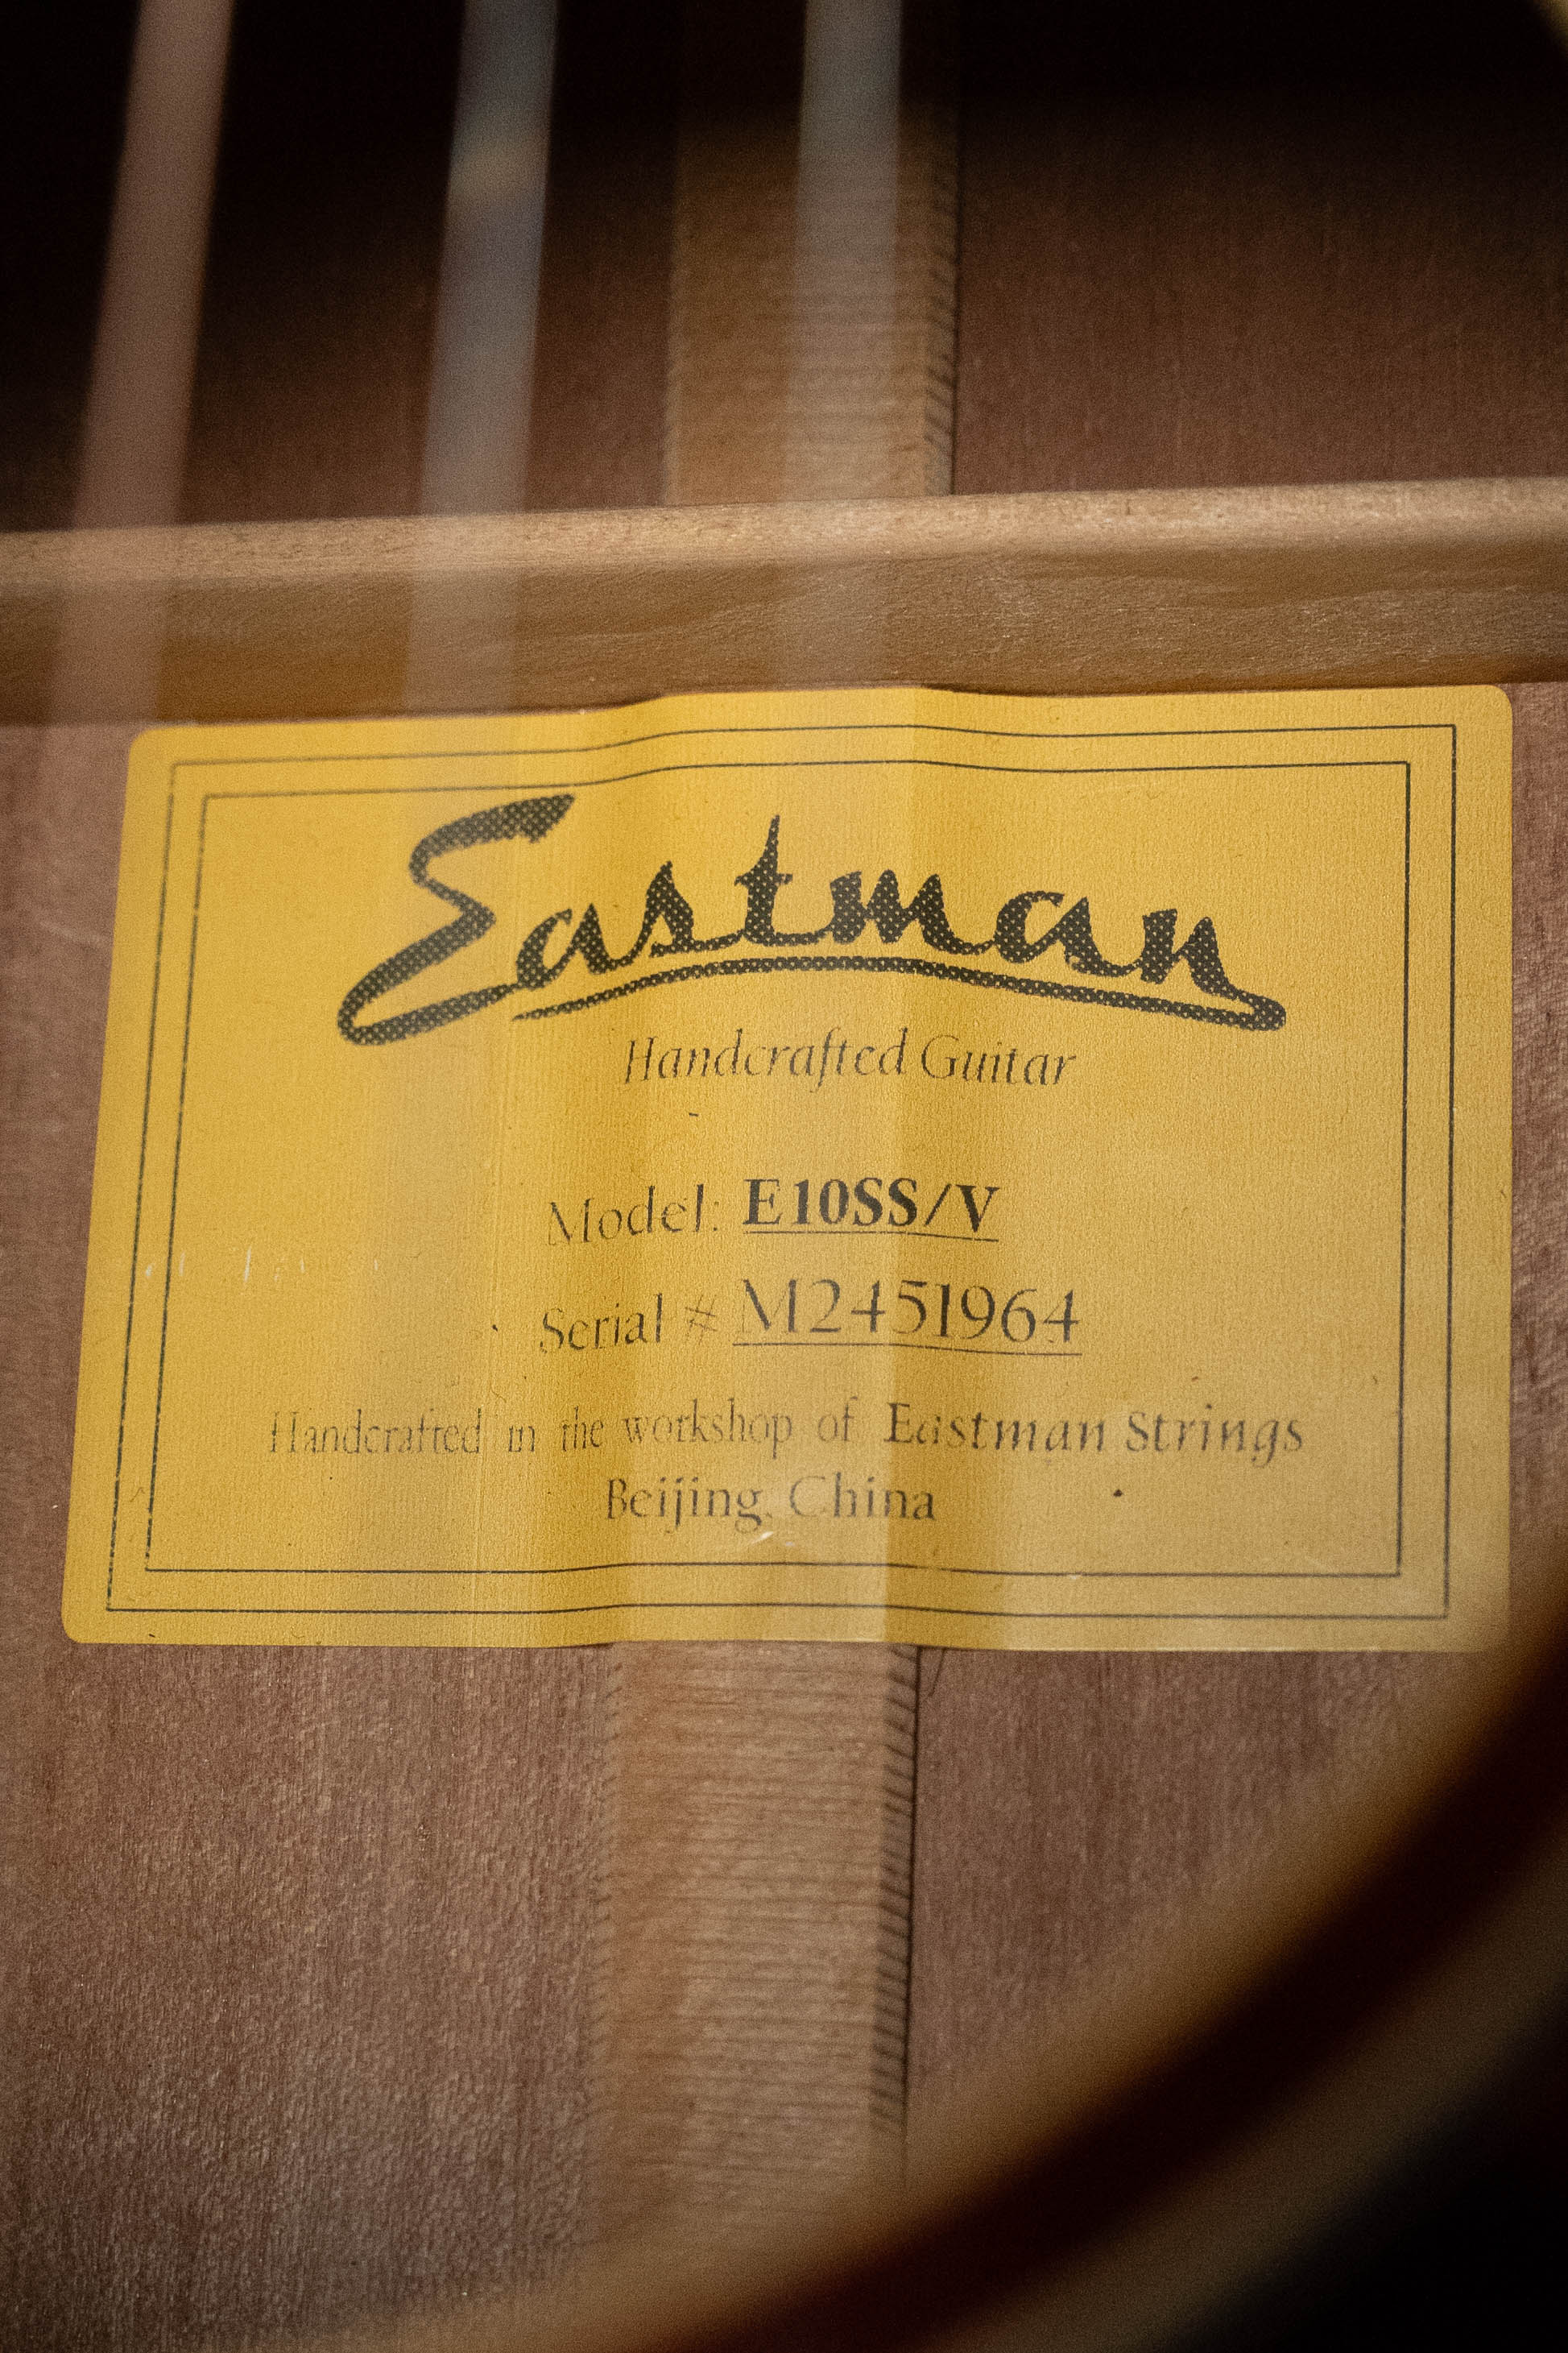 Eastman
Handcrafted Guitar
Model: E10SS/V
Serial # M2451964
Handcrafted in the workshop of Eastman Strings
Beijing, China